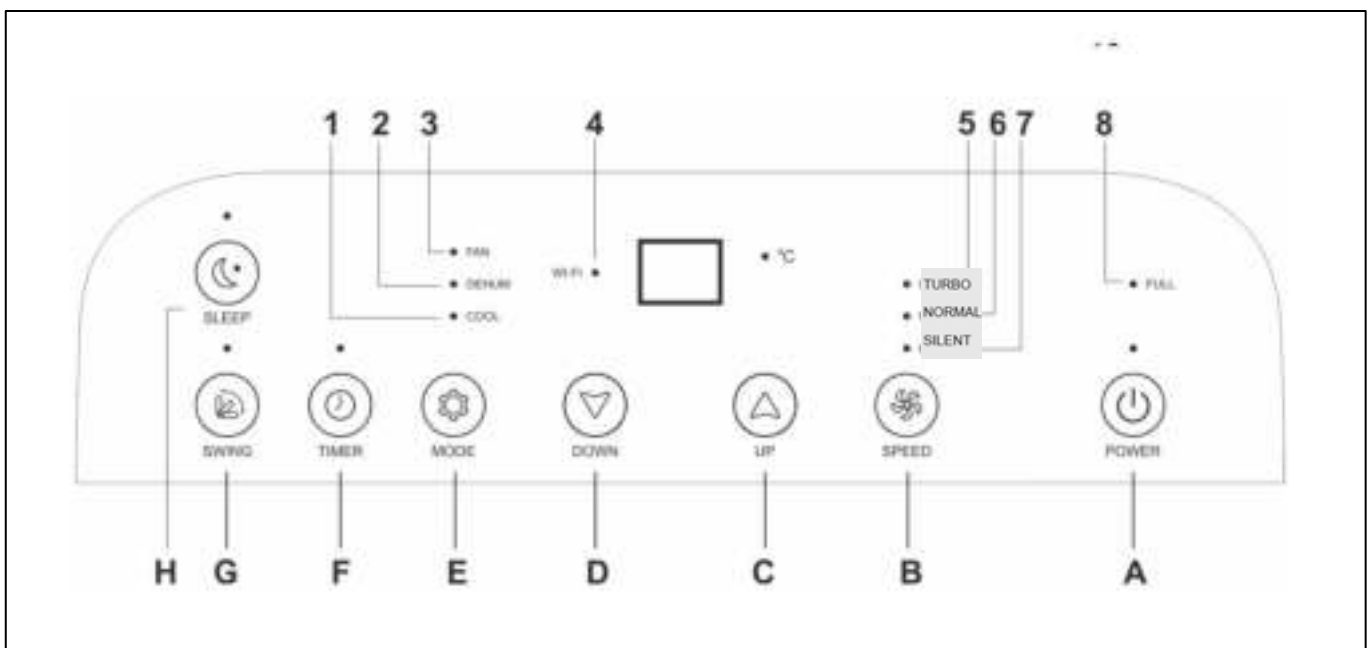 1 2 3 4 5 6 7 8
FAN
WI-FI °C
DEHUM TURBO FULL
COOL NORMAL
SLEEP SILENT
SWING TIMER MODE DOWN UP SPEED POWER
H G F E D C B A